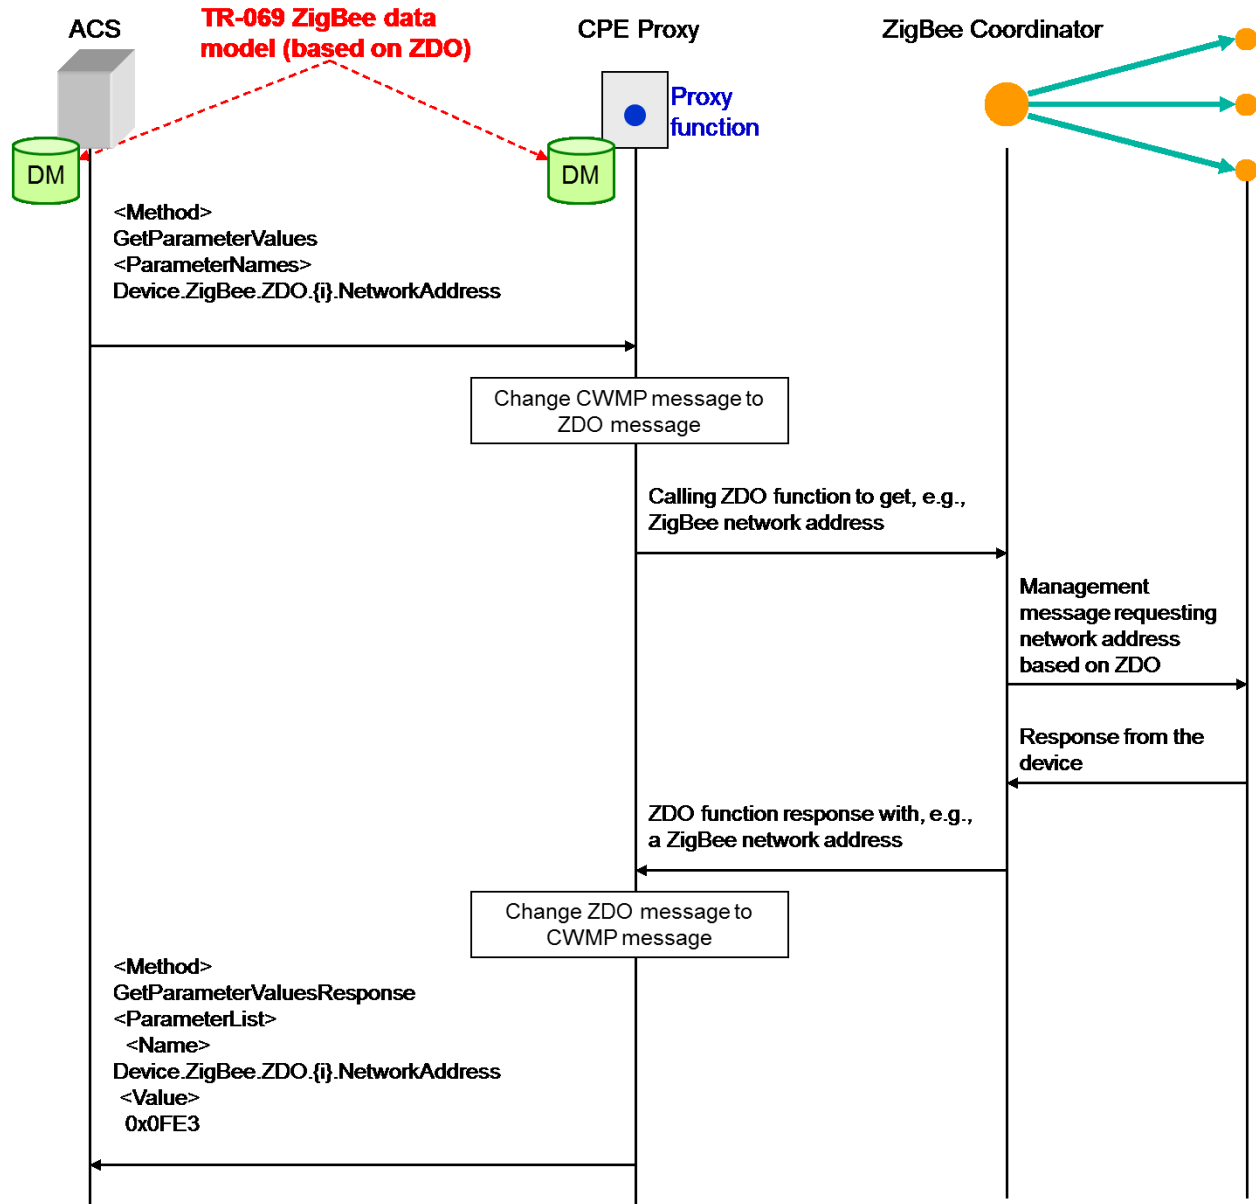 ACS
TR-069 ZigBee data
model (based on ZDO)
CPE Proxy
ZigBee Coordinator
Proxy
function
DM
DM
<Method>
GetParameterValues
<ParameterNames>
Device.ZigBee.ZDO.{i}.NetworkAddress
Change CWMP message to
ZDO message
Calling ZDO function to get, e.g.,
ZigBee network address
Management
message requesting
network address
based on ZDO
Response from the
device
ZDO function response with, e.g.,
a ZigBee network address
Change ZDO message to
CWMP message
<Method>
GetParameterValuesResponse
<ParameterList>
<Name>
Device.ZigBee.ZDO.{i}.NetworkAddress
<Value>
0x0FE3